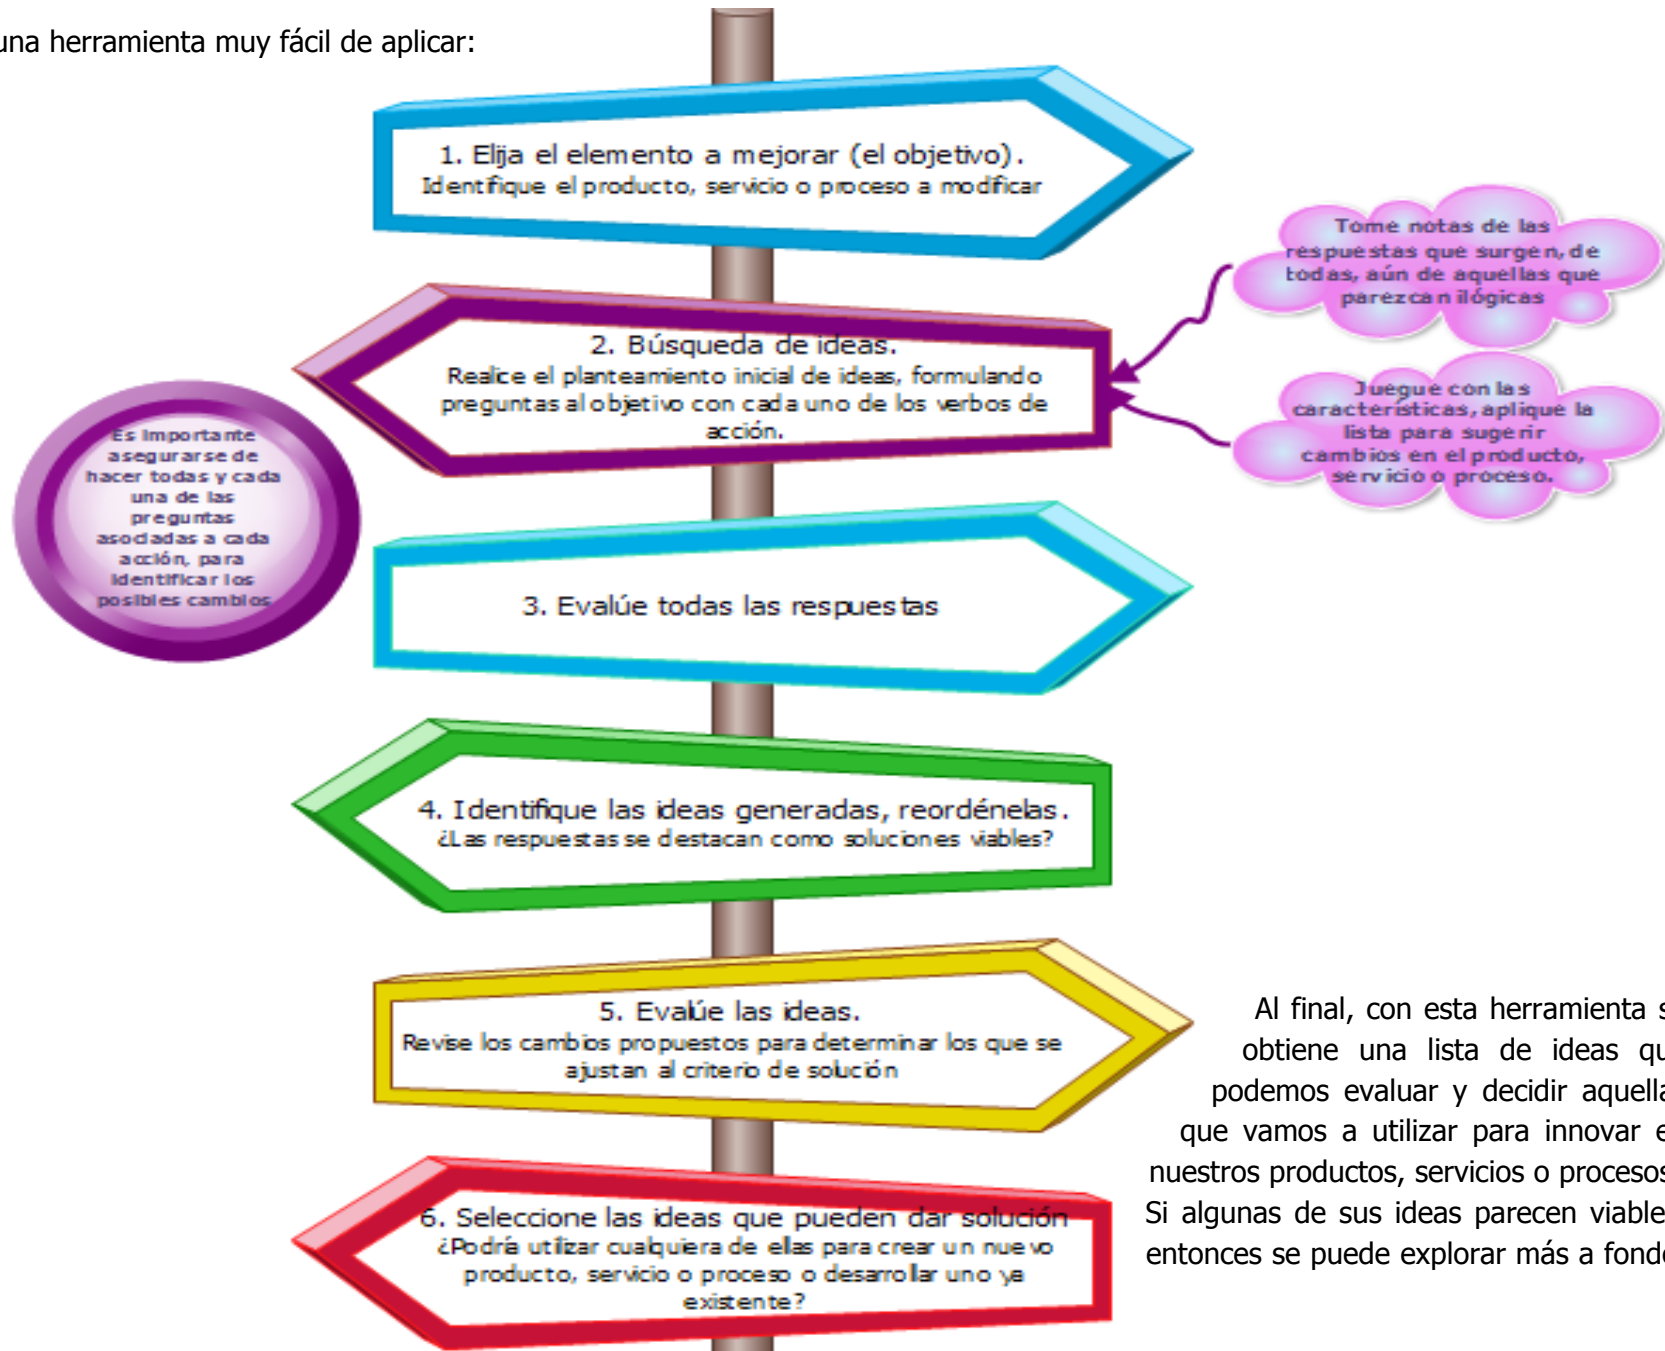 una herramienta muy fácil de aplicar:
1. Elija el elemento a mejorar (el objetivo).
Identifique el producto, servicio o proceso a modificar
Tome notas de las
respuestas que surgen, de
todas, aún de aquellas que
parezcan ilógicas
2. Búsqueda de ideas.
Realice el planteamiento inicial de ideas, formulando
preguntas al objetivo con cada uno de los verbos de
acción.
Juegue con las
características, aplique la
lista para sugerir
cambios en el producto,
servicio o proceso.
Es importante
asegurarse de
hacer todas y cada
una de las
preguntas
asociadas a cada
acción, para
identificar los
posibles cambios
3. Evalúe todas las respuestas
4. Identifique las ideas generadas, reordénelas.
¿Las respuestas se destacan como soluciones viables?
5. Evalúe las ideas.
Revise los cambios propuestos para determinar los que se
ajustan al criterio de solución
6. Seleccione las ideas que pueden dar solución
¿Podría utilizar cualquiera de ellas para crear un nuevo
producto, servicio o proceso o desarrollar uno ya
existente?
Al final, con esta herramienta s
obtiene una lista de ideas qu
podemos evaluar y decidir aquella
que vamos a utilizar para innovar e
nuestros productos, servicios o procesos
Si algunas de sus ideas parecen viable
entonces se puede explorar más a fondo